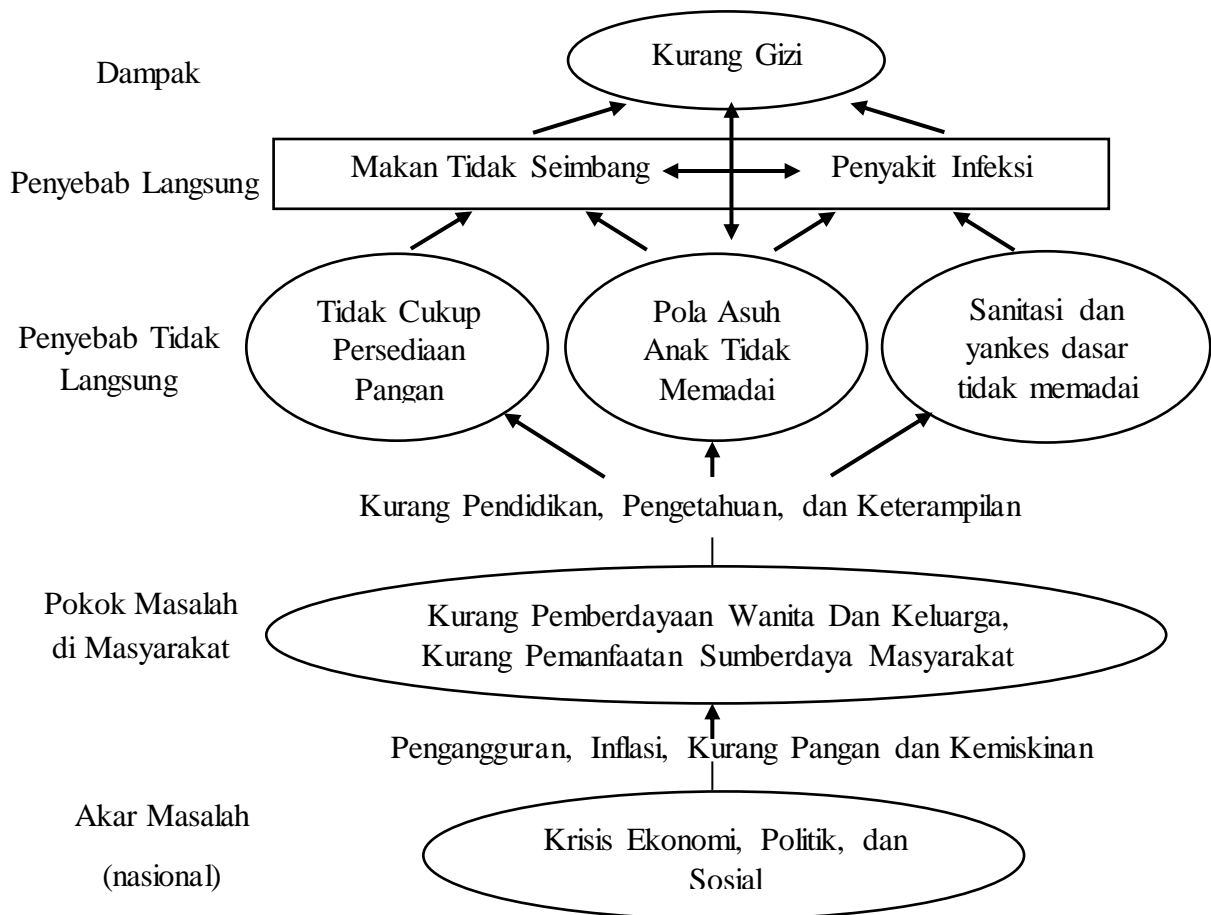 Dampak
Kurang Gizi
Penyebab Langsung
Makan Tidak Seimbang
Penyakit Infeksi
Penyebab Tidak
Langsung
Tidak Cukup
Persediaan
Pangan
Pola Asuh
Anak Tidak
Memadai
Sanitasi dan
yankes dasar
tidak memadai
Kurang Pendidikan, Pengetahuan, dan Keterampilan
Pokok Masalah
di Masyarakat
Kurang Pemberdayaan Wanita Dan Keluarga,
Kurang Pemanfaatan Sumberdaya Masyarakat
Pengangguran, Inflasi, Kurang Pangan dan Kemiskinan
Akar Masalah
(nasional)
Krisis Ekonomi, Politik, dan
Sosial